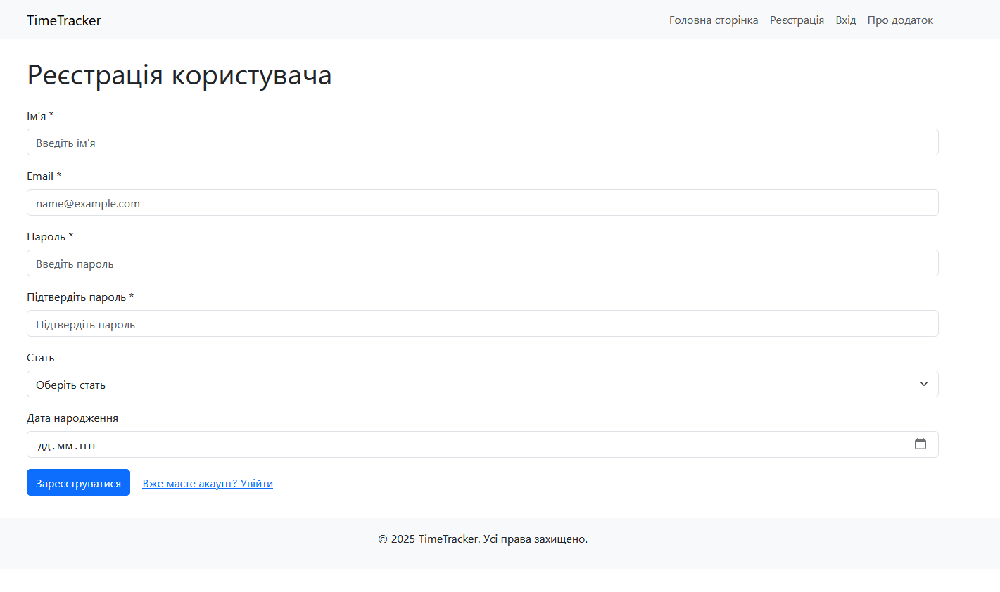 TimeTracker
Головна сторінка Реєстрація Вхід Про додаток
Реєстрація користувача
Ім'я *
Введіть ім'я
Email *
name@example.com
Пароль *
Введіть пароль
Підтвердіть пароль *
Підтвердіть пароль
Стать
Оберіть стать
Дата народження
дд.мм.гггг
Зареєструватися
Вже маєте акаунт? Увійти
© 2025 TimeTracker. Усі права захищено.